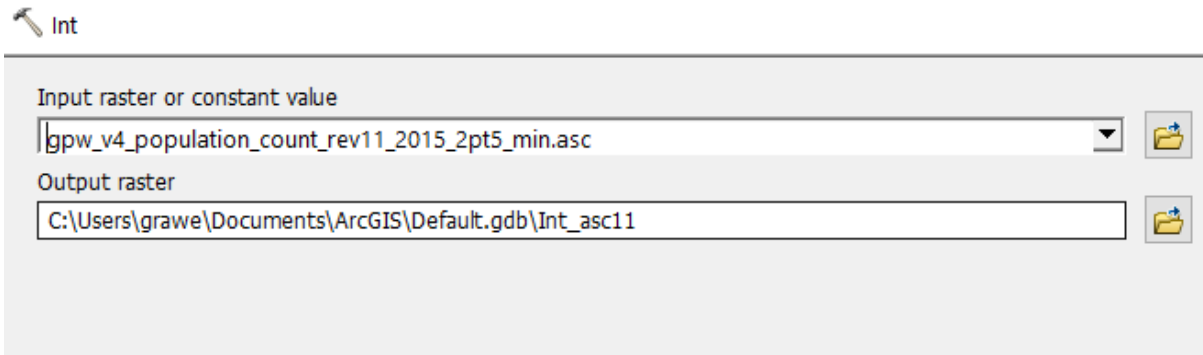 Int
Input raster or constant value
gpw_v4_population_count_rev11_2015_2pt5_min.asc
Output raster
C:\Users\grawe\Documents\ArcGIS\Default.gdb\Int_asc11